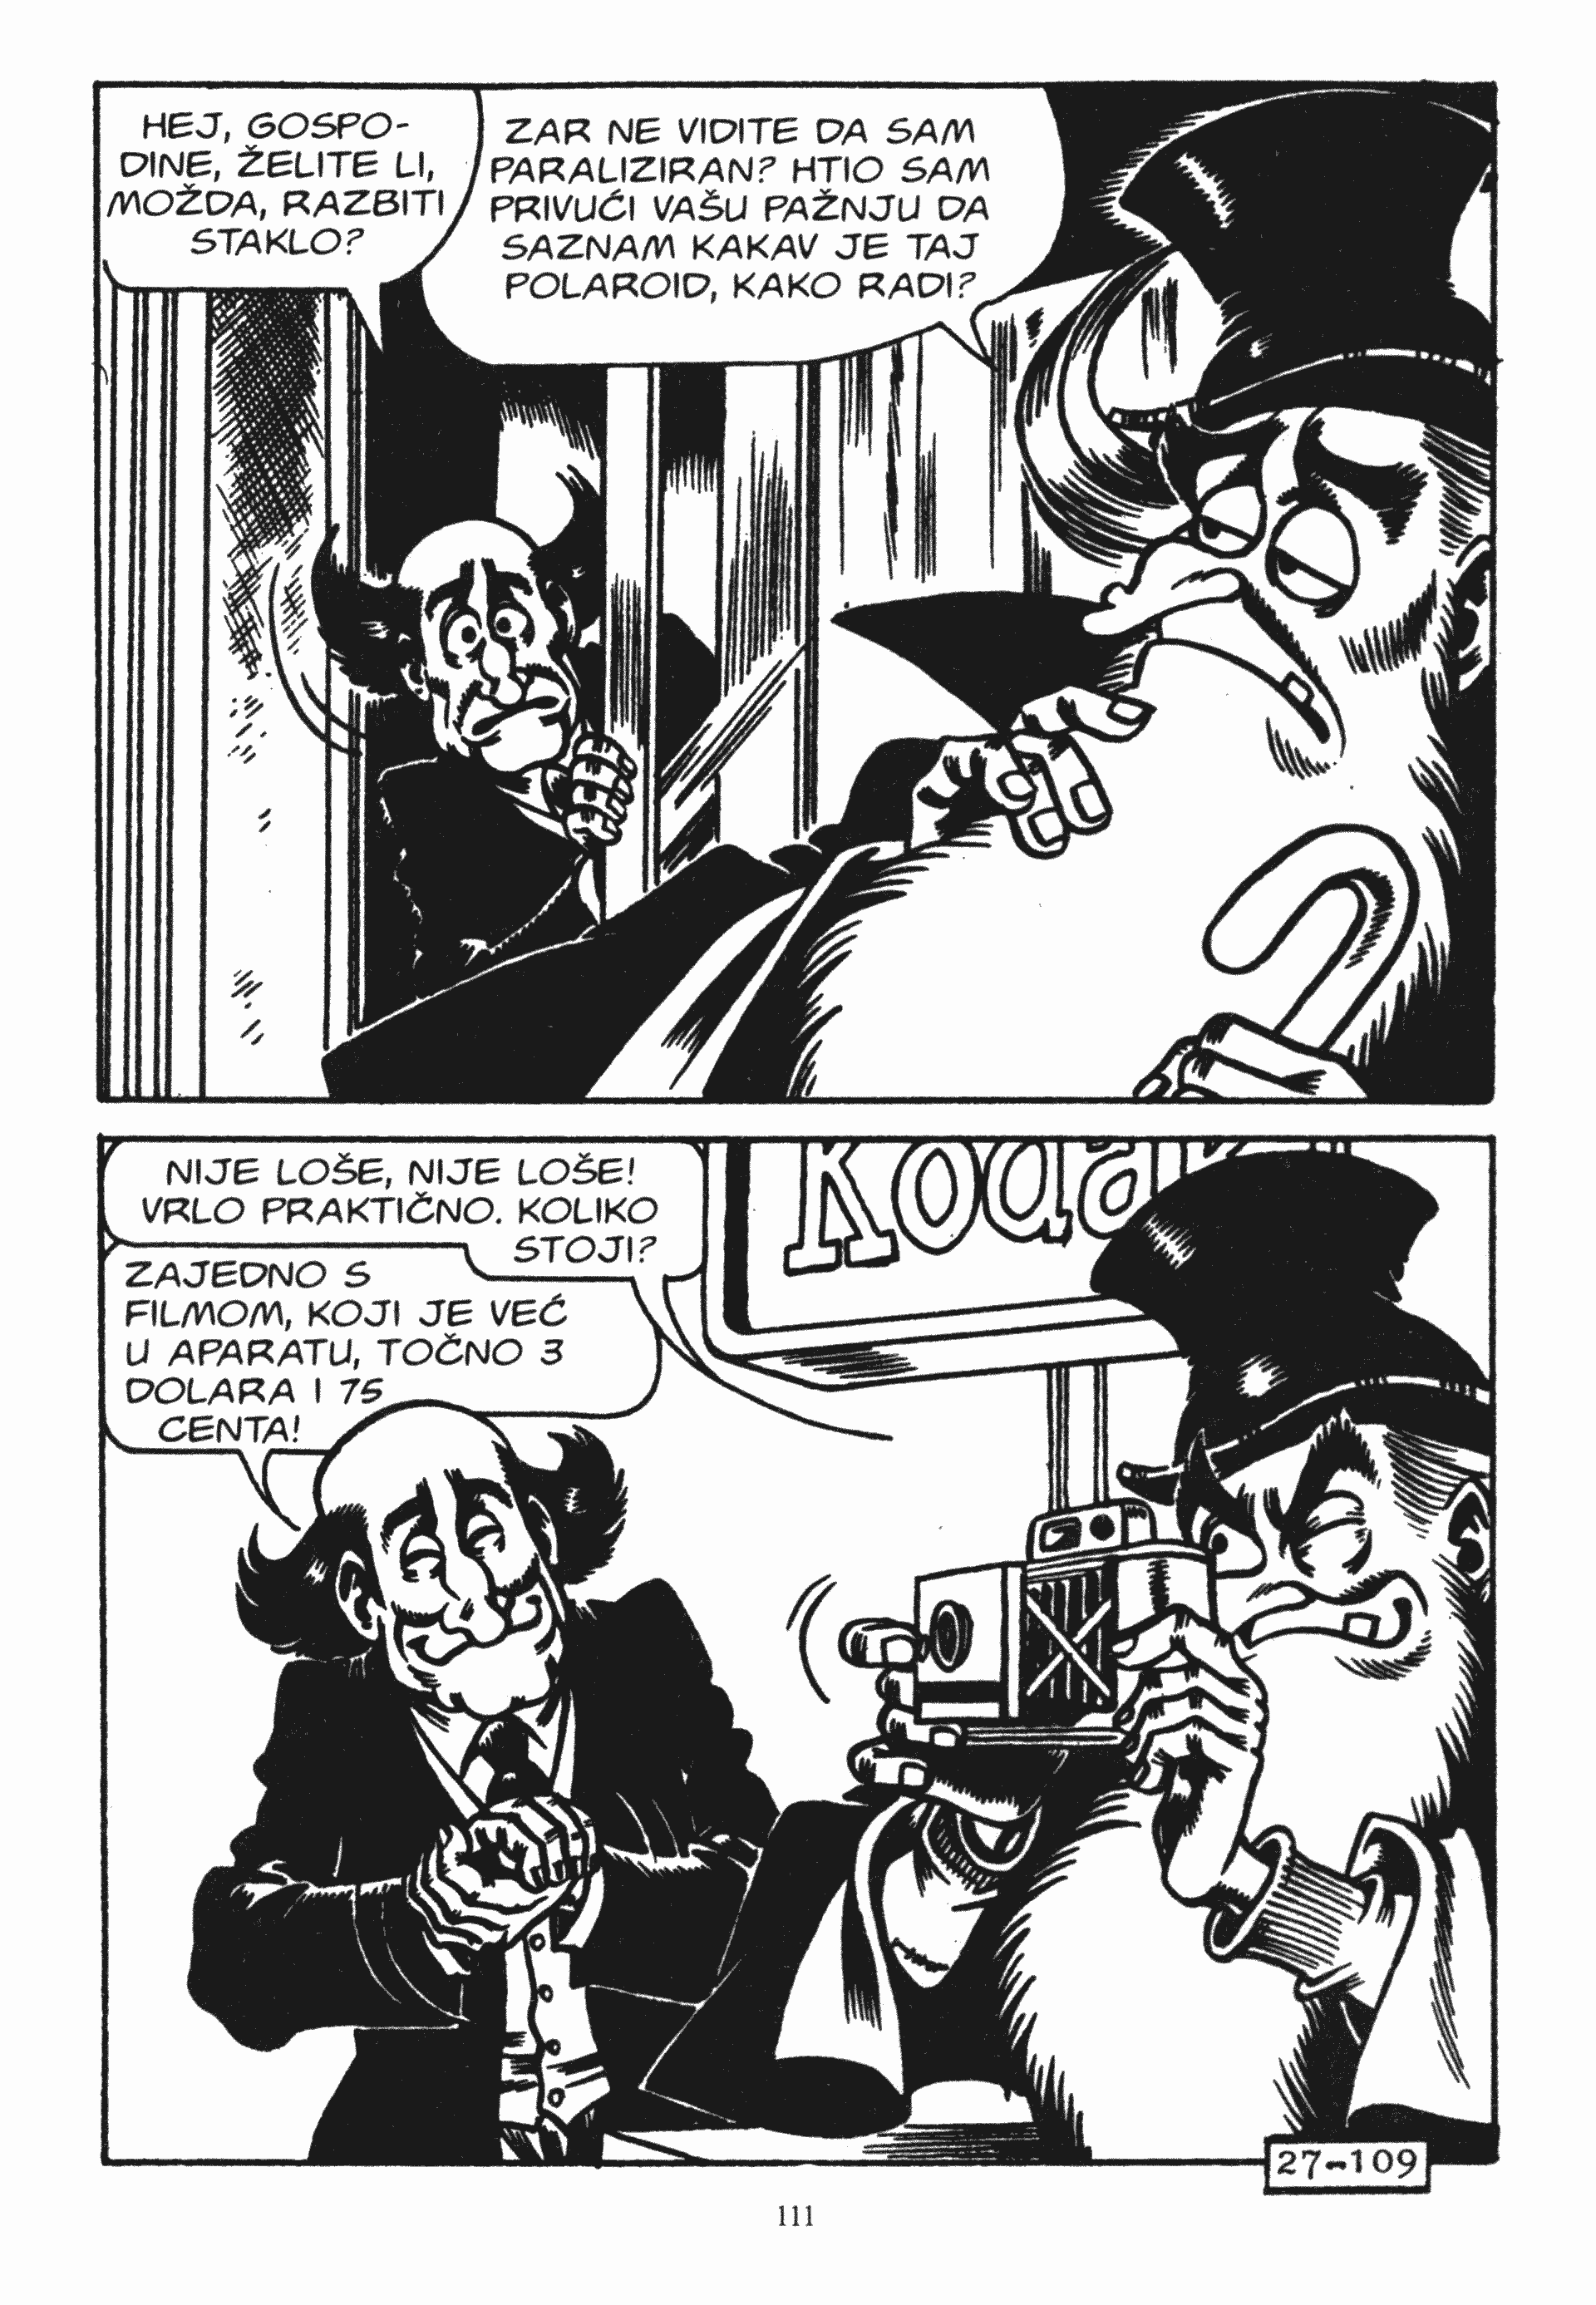 HEJ, GOSPO-
DINE, ŽELITE LI,
MOŽDA, RAZBITI
STAKLO?
ZAR NE VIDITE DA SAM
PARALIZIRAN? HTIO SAM
PRIVUĆI VAŠU PAŽNJU DA
SAZNAM KAKAV JE TAJ
POLAROID, KAKO RADI?
NIJE LOŠE, NIJE LOŠE!
VRLO PRAKTIČNO. KOLIKO
STOJI?
ZAJEDNO S
FILMOM, KOJI JE VEĆ
U APARATU, TOČNO 3
DOLARA I 75
CENTA!
Kodak
27-109
111